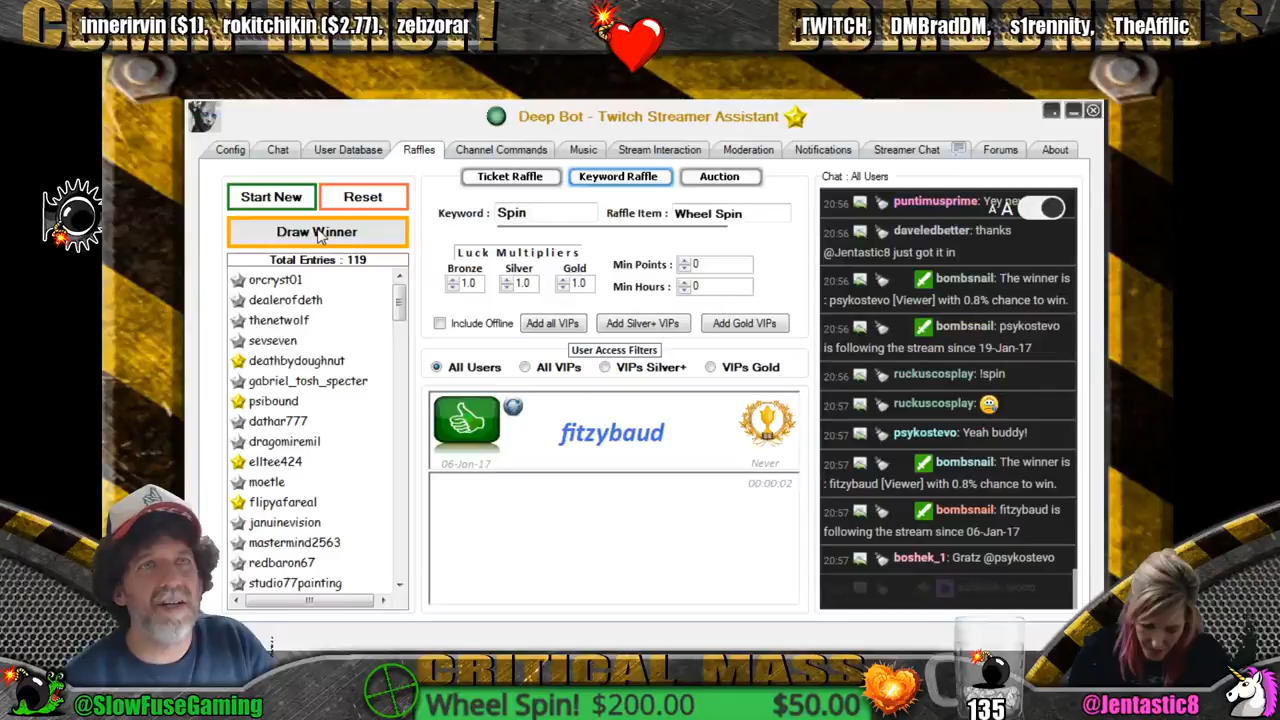 COMIN' IN HOT!
innerirvin ($1), rokitchikin ($2.77), zebzorar
TWITCH, DMBradDM, s1rennity, TheAfflic
Deep Bot - Twitch Streamer Assistant
Config Chat User Database Raffles Channel Commands Music Stream Interaction Moderation Notifications Streamer Chat Forums About
Start New Reset
Draw Winner
Total Entries : 119
orcryst01
dealerofdeth
thenetwolf
sevseven
deathbydoughnut
gabriel_tosh_specter
psibound
dathar777
dragomiremil
elltee424
moetle
flipyafareal
januinevision
mastermind2563
redbaron67
studio77painting
Ticket Raffle Keyword Raffle Auction
Keyword : Spin Raffle Item : Wheel Spin
Luck Multipliers
Bronze Silver Gold
1.0 1.0 1.0
Min Points : 0
Min Hours : 0
Include Offline Add all VIPs Add Silver+ VIPs Add Gold VIPs
User Access Filters
All Users All VIPs VIPs Silver+ VIPs Gold
fitzybaud
06-Jan-17 Never
00:00:02
Chat : All Users
20:56 puntimusprime: Yey
A A
20:56 daveledbetter: thanks
@Jentastic8 just got it in
20:56 bombsnail: The winner is
: psykostevo [Viewer] with 0.8% chance to win.
20:56 bombsnail: psykostevo
is following the stream since 19-Jan-17
20:56 ruckuscosplay: !spin
20:57 ruckuscosplay:
20:57 psykostevo: Yeah buddy!
20:57 bombsnail: The winner is
: fitzybaud [Viewer] with 0.8% chance to win.
20:57 bombsnail: fitzybaud is
following the stream since 06-Jan-17
20:57 boshek_1: Gratz @psykostevo
CRITICAL MASS
@SlowFuseGaming
Wheel Spin! $200.00 $50.00
135
@Jentastic8